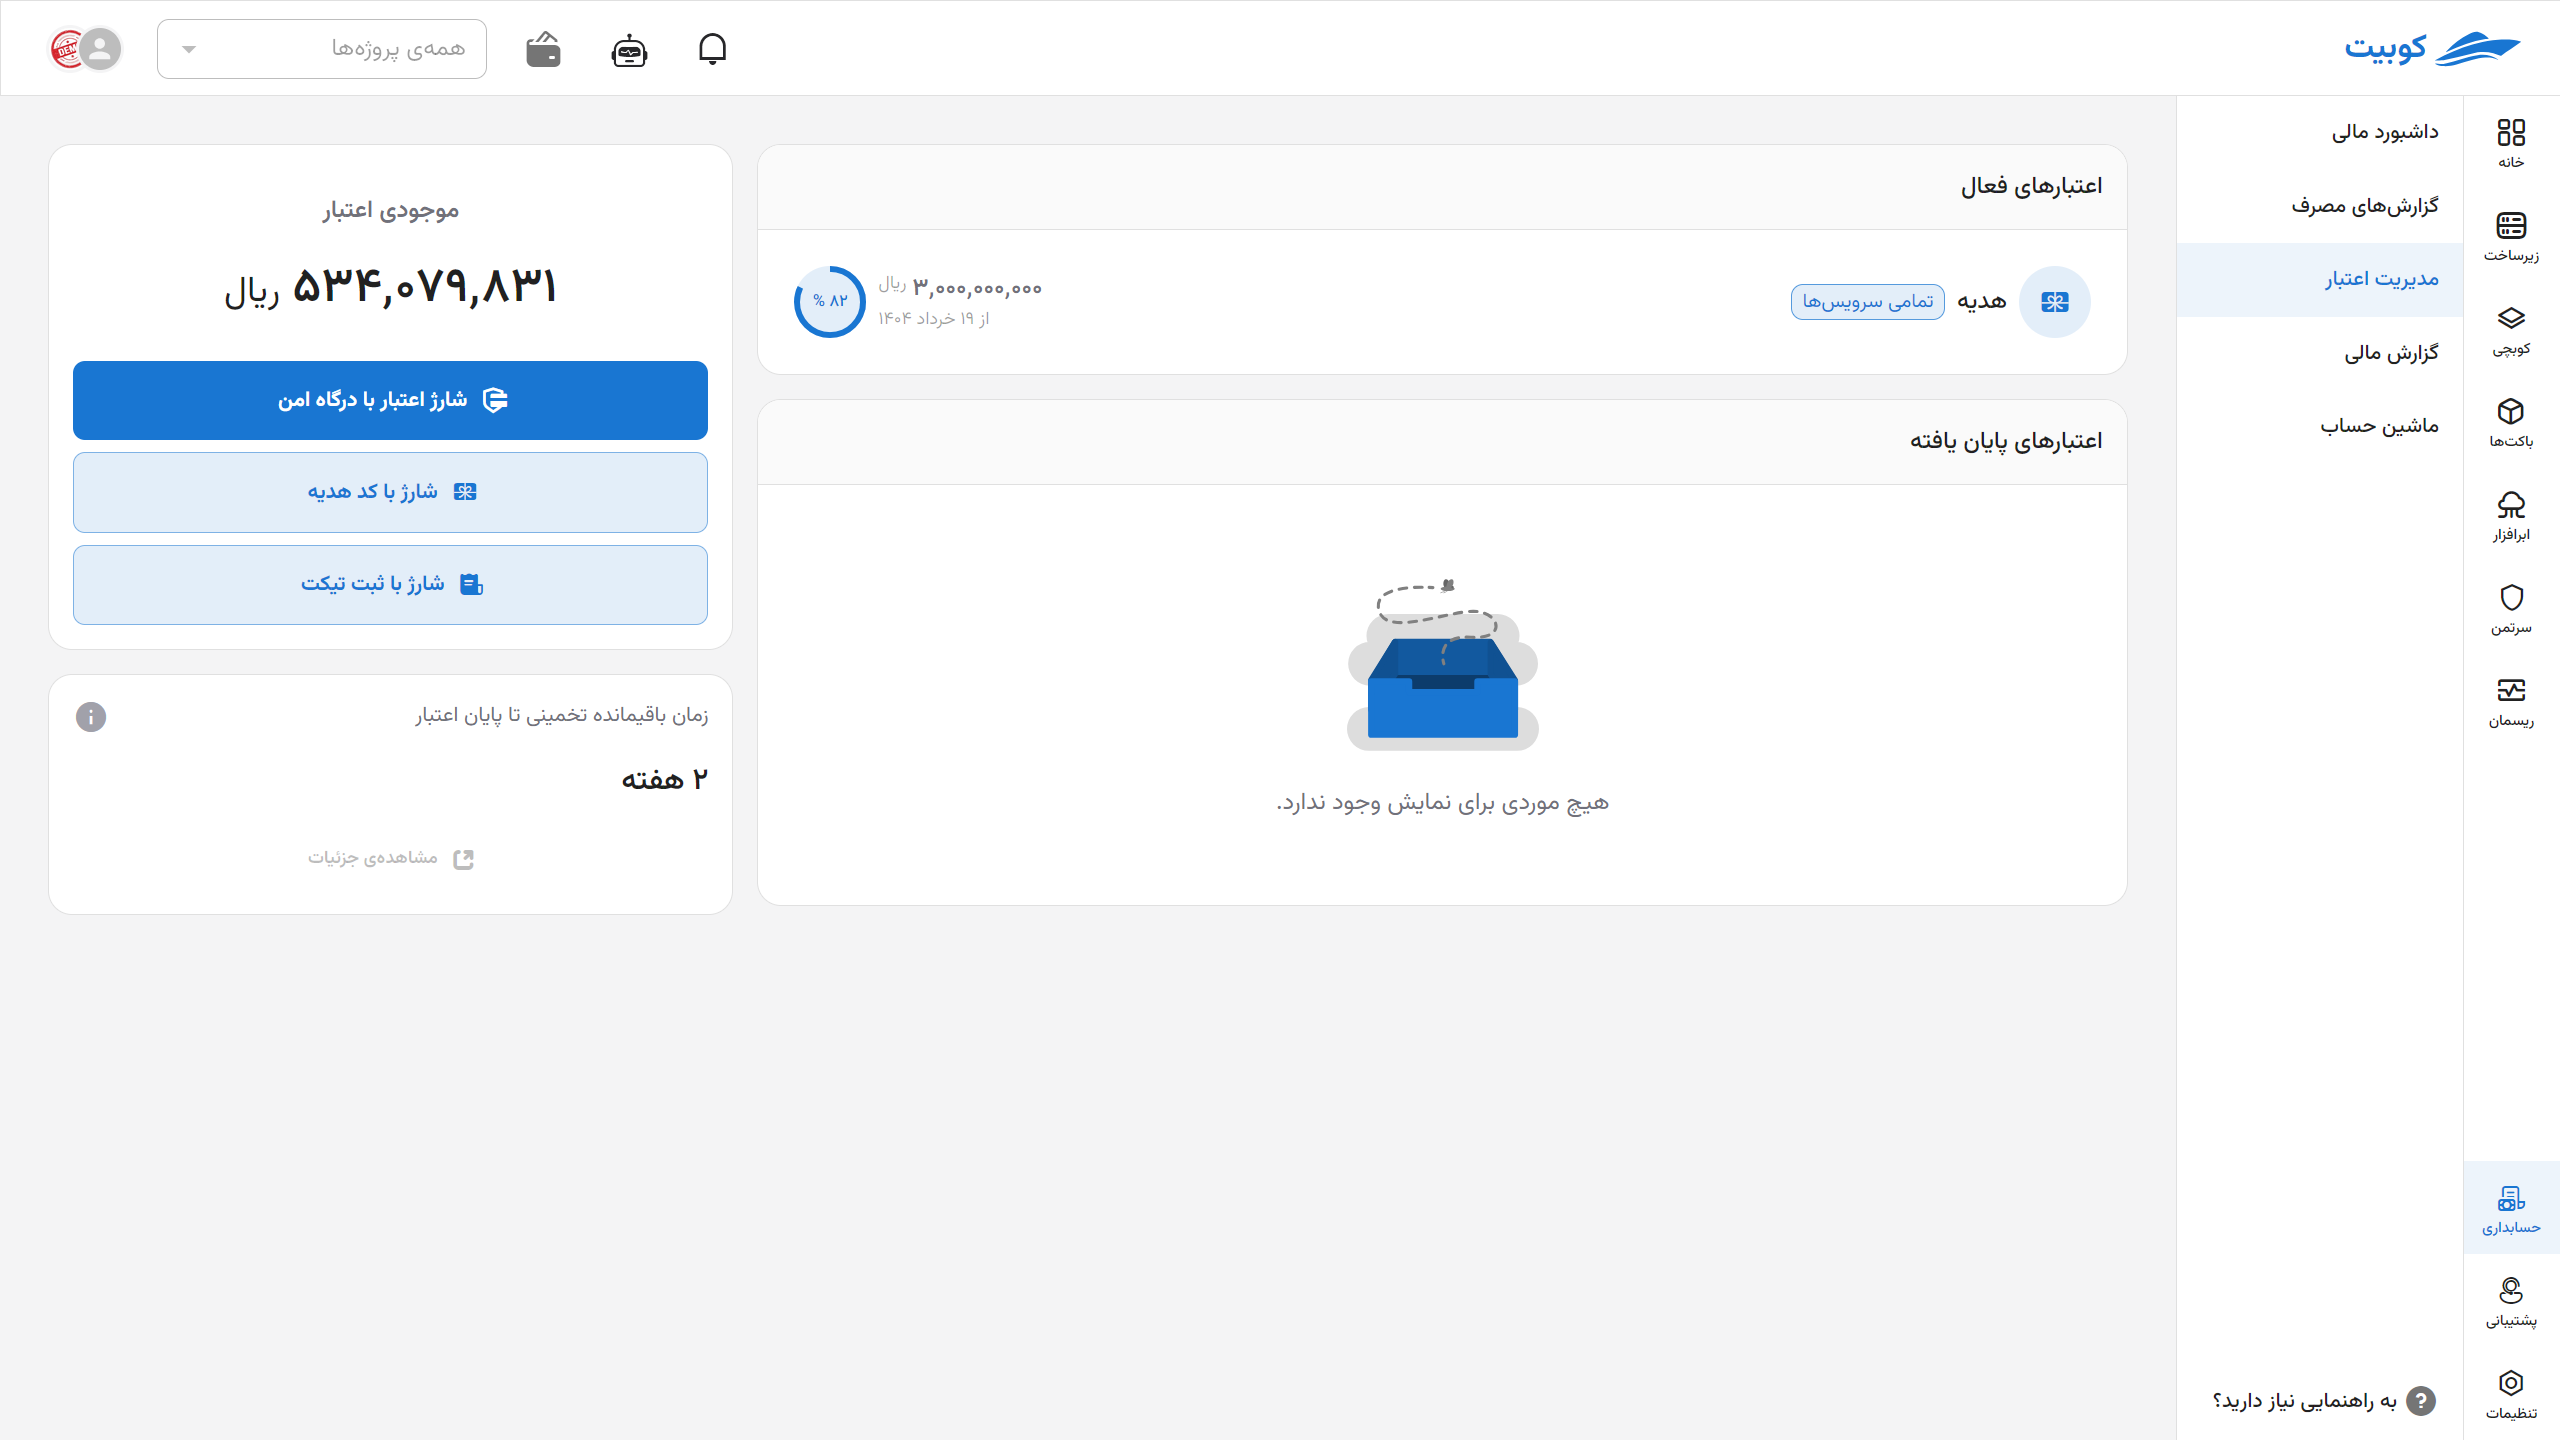 کوبیت
همه‌ی پروژه‌ها
خانه
زیرساخت
کوبچی
باکت‌ها
ابرافزار
سرتمن
ریسمان
حسابداری
پشتیبانی
تنظیمات
داشبورد مالی
گزارش‌های مصرف
مدیریت اعتبار
گزارش مالی
ماشین حساب
به راهنمایی نیاز دارید؟
اعتبارهای فعال
هدیه
تمامی سرویس‌ها
۳,۰۰۰,۰۰۰,۰۰۰ ریال
از ۱۹ خرداد ۱۴۰۴
۸۲ %
اعتبارهای پایان یافته
هیچ موردی برای نمایش وجود ندارد.
موجودی اعتبار
۵۳۴,۰۷۹,۸۳۱ ریال
شارژ اعتبار با درگاه امن
شارژ با کد هدیه
شارژ با ثبت تیکت
زمان باقیمانده تخمینی تا پایان اعتبار
۲ هفته
مشاهده‌ی جزئیات